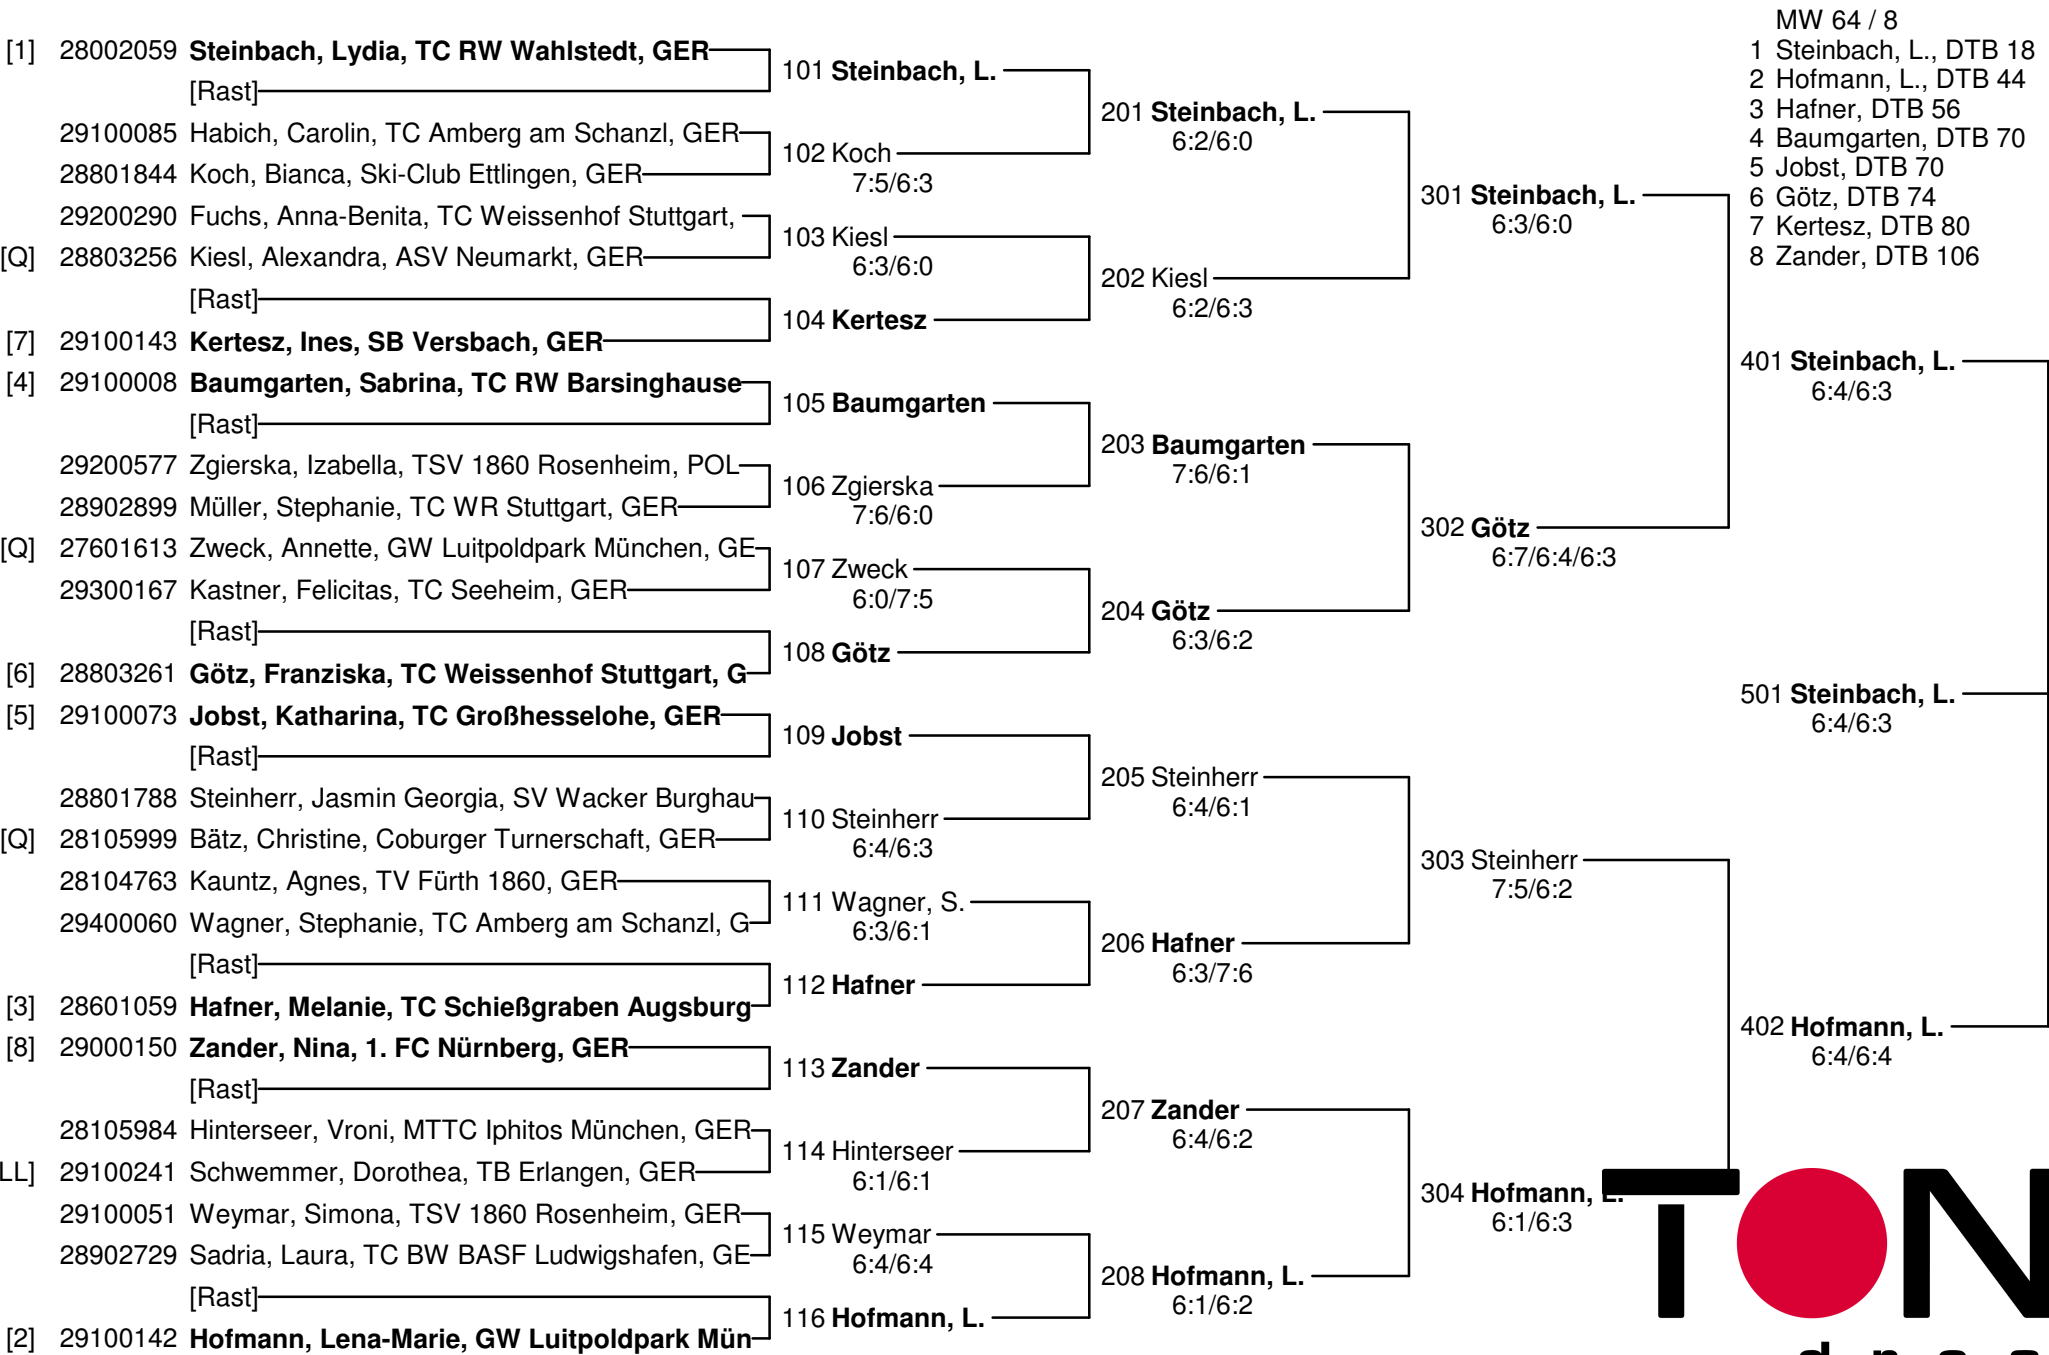 MW 64 / 8
1 Steinbach, L., DTB 18
2 Hofmann, L., DTB 44
3 Hafner, DTB 56
4 Baumgarten, DTB 70
5 Jobst, DTB 70
6 Götz, DTB 74
7 Kertesz, DTB 80
8 Zander, DTB 106
[1] 28002059 Steinbach, Lydia, TC RW Wahlstedt, GER
[Rast]
29100085 Habich, Carolin, TC Amberg am Schanzl, GER
28801844 Koch, Bianca, Ski-Club Ettlingen, GER
29200290 Fuchs, Anna-Benita, TC Weissenhof Stuttgart,
[Q] 28803256 Kiesl, Alexandra, ASV Neumarkt, GER
[Rast]
[7] 29100143 Kertesz, Ines, SB Versbach, GER
[4] 29100008 Baumgarten, Sabrina, TC RW Barsinghause
[Rast]
29200577 Zgierska, Izabella, TSV 1860 Rosenheim, POL
28902899 Müller, Stephanie, TC WR Stuttgart, GER
[Q] 27601613 Zweck, Annette, GW Luitpoldpark München, GE
29300167 Kastner, Felicitas, TC Seeheim, GER
[Rast]
[6] 28803261 Götz, Franziska, TC Weissenhof Stuttgart, G
[5] 29100073 Jobst, Katharina, TC Großhesselohe, GER
[Rast]
28801788 Steinherr, Jasmin Georgia, SV Wacker Burghau
[Q] 28105999 Bätz, Christine, Coburger Turnerschaft, GER
28104763 Kauntz, Agnes, TV Fürth 1860, GER
29400060 Wagner, Stephanie, TC Amberg am Schanzl, G
[Rast]
[3] 28601059 Hafner, Melanie, TC Schießgraben Augsburg
[8] 29000150 Zander, Nina, 1. FC Nürnberg, GER
[Rast]
28105984 Hinterseer, Vroni, MTTC Iphitos München, GER
LL] 29100241 Schwemmer, Dorothea, TB Erlangen, GER
29100051 Weymar, Simona, TSV 1860 Rosenheim, GER
28902729 Sadria, Laura, TC BW BASF Ludwigshafen, GE
[Rast]
[2] 29100142 Hofmann, Lena-Marie, GW Luitpoldpark Mün
101 Steinbach, L.
102 Koch
7:5/6:3
103 Kiesl
6:3/6:0
104 Kertesz
105 Baumgarten
106 Zgierska
7:6/6:0
107 Zweck
6:0/7:5
108 Götz
109 Jobst
110 Steinherr
6:4/6:3
111 Wagner, S.
6:3/6:1
112 Hafner
113 Zander
114 Hinterseer
6:1/6:1
115 Weymar
6:4/6:4
116 Hofmann, L.
201 Steinbach, L.
6:2/6:0
202 Kiesl
6:2/6:3
203 Baumgarten
7:6/6:1
204 Götz
6:3/6:2
205 Steinherr
6:4/6:1
206 Hafner
6:3/7:6
207 Zander
6:4/6:2
208 Hofmann, L.
6:1/6:2
301 Steinbach, L.
6:3/6:0
302 Götz
6:7/6:4/6:3
303 Steinherr
7:5/6:2
304 Hofmann, L.
6:1/6:3
401 Steinbach, L.
6:4/6:3
501 Steinbach, L.
6:4/6:3
402 Hofmann, L.
6:4/6:4
TON